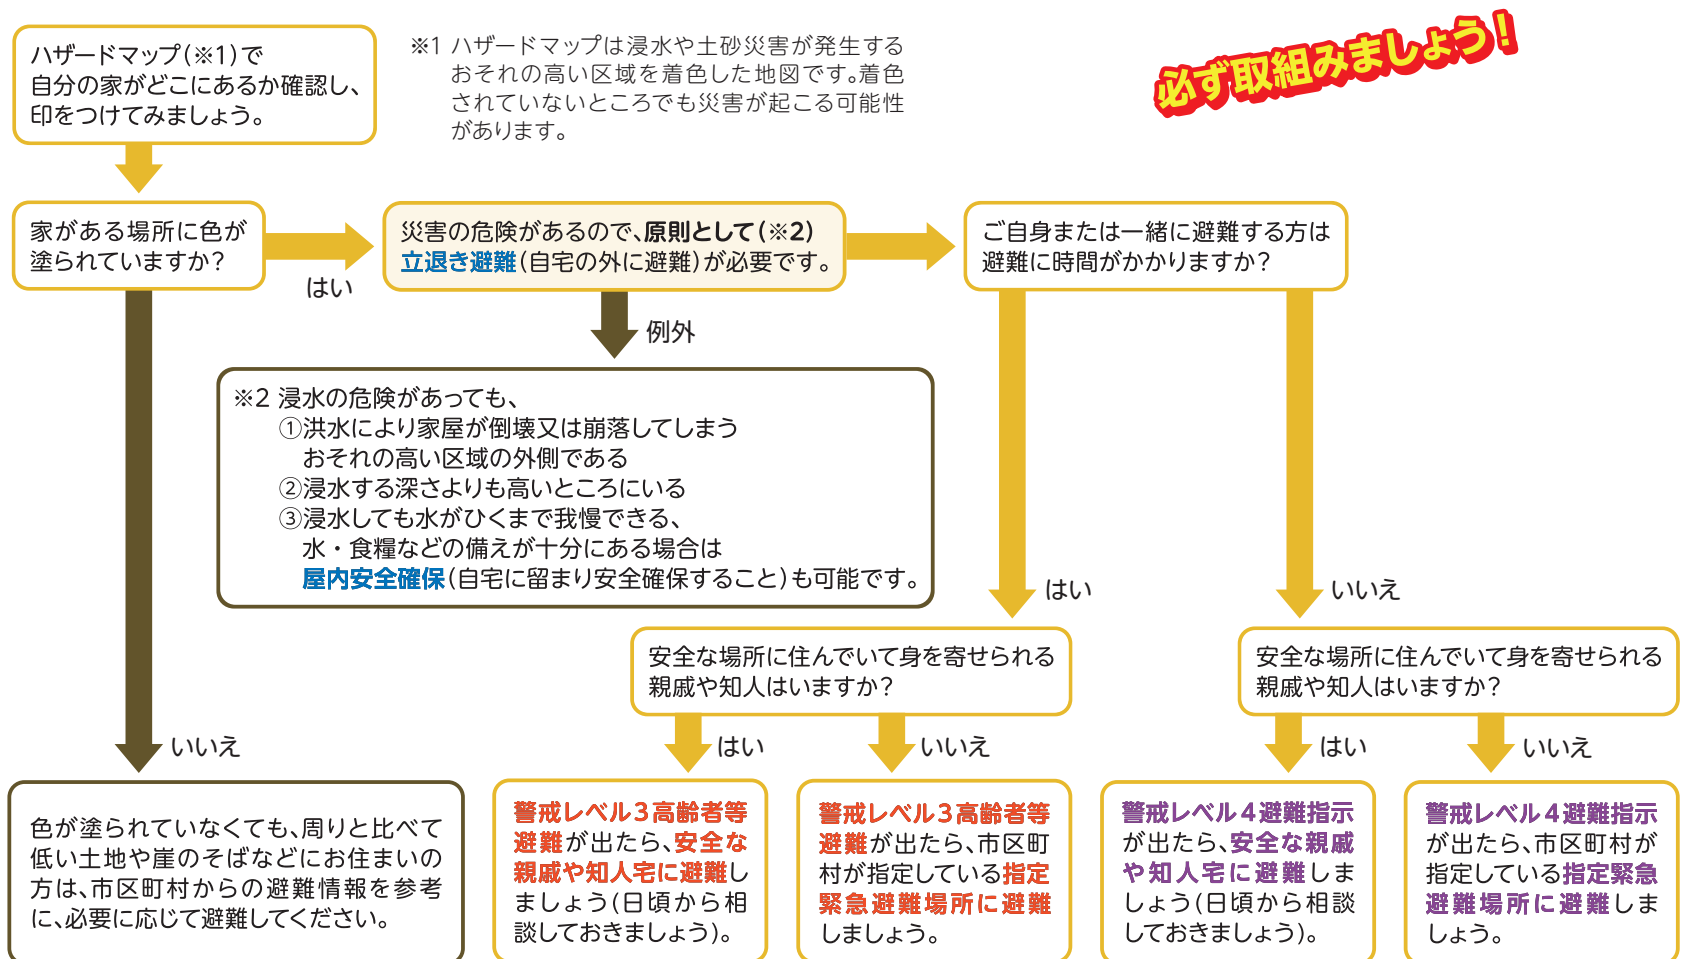 ハザードマップ(※1)で
自分の家がどこにあるか確認し、
印をつけてみましょう。
※1 ハザードマップは浸水や土砂災害が発生する
おそれの高い区域を着色した地図です。着色
されていないところでも災害が起こる可能性
があります。
必ず取組みましょう!
家がある場所に色が
塗られていますか?
はい
災害の危険があるので、原則として(※2)
立退き避難(自宅の外に避難)が必要です。
ご自身または一緒に避難する方は
避難に時間がかかりますか?
例外
※2 浸水の危険があっても、
①洪水により家屋が倒壊又は崩落してしまう
おそれの高い区域の外側である
②浸水する深さよりも高いところにいる
③浸水しても水がひくまで我慢できる、
水・食糧などの備えが十分にある場合は
屋内安全確保(自宅に留まり安全確保すること)も可能です。
はい
いいえ
安全な場所に住んでいて身を寄せられる
親戚や知人はいますか?
安全な場所に住んでいて身を寄せられる
親戚や知人はいますか?
いいえ
はい
いいえ
はい
いいえ
色が塗られていなくても、周りと比べて
低い土地や崖のそばなどにお住まいの
方は、市区町村からの避難情報を参考
に、必要に応じて避難してください。
警戒レベル3高齢者等
避難が出たら、安全な
親戚や知人宅に避難し
ましょう(日頃から相
談しておきましょう)。
警戒レベル3高齢者等
避難が出たら、市区町
村が指定している指定
緊急避難場所に避難
しましょう。
警戒レベル4避難指示
が出たら、安全な親戚
や知人宅に避難しま
しょう(日頃から相談
しておきましょう)。
警戒レベル4避難指示
が出たら、市区町村が
指定している指定緊急
避難場所に避難しま
しょう。